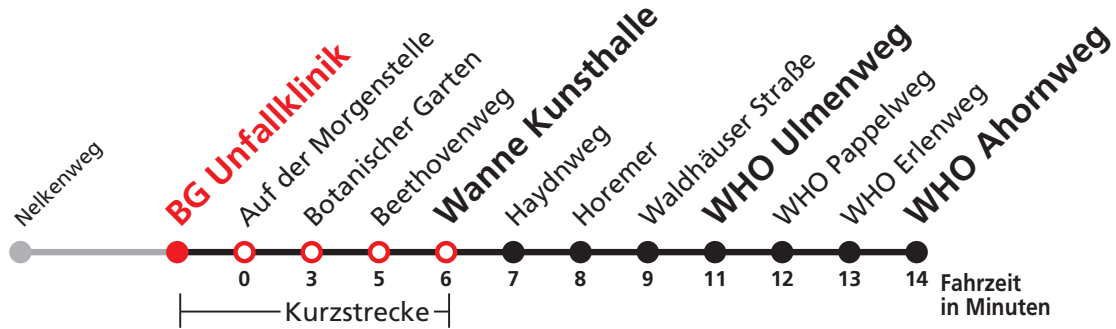 Nelkenweg
BG Unfallklinik
Auf der Morgenstelle
Botanischer Garten
Beethovenweg
Wanne Kunsthalle
Haydnweg
Horemer
Waldhäuser Straße
WHO Ulmenweg
WHO Pappelweg
WHO Erlenweg
WHO Ahornweg
0 3 5 6 7 8 9 11 12 13 14 Fahrzeit
in Minuten
Kurzstrecke